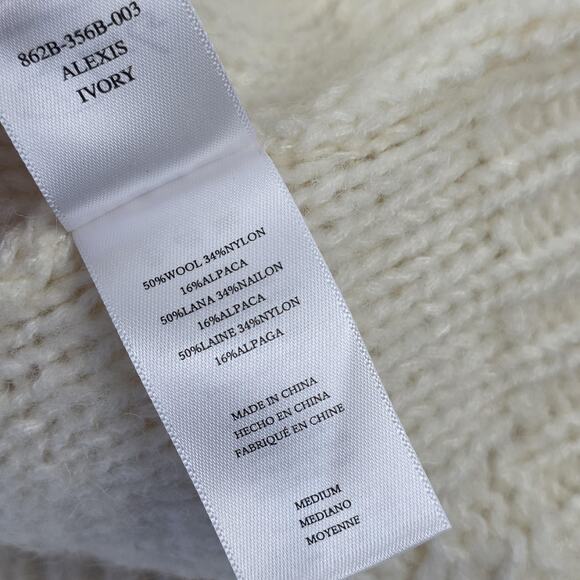 862B-356B-003
ALEXIS
IVORY
50%WOOL 34%NYLON
16%ALPACA
50%LANA 34%NAILON
16%ALPACA
50%LAINE 34%NYLON
16%ALPAGA
MADE IN CHINA
HECHO EN CHINA
FABRIQUÉ EN CHINE
MEDIUM
MEDIANO
MOYENNE